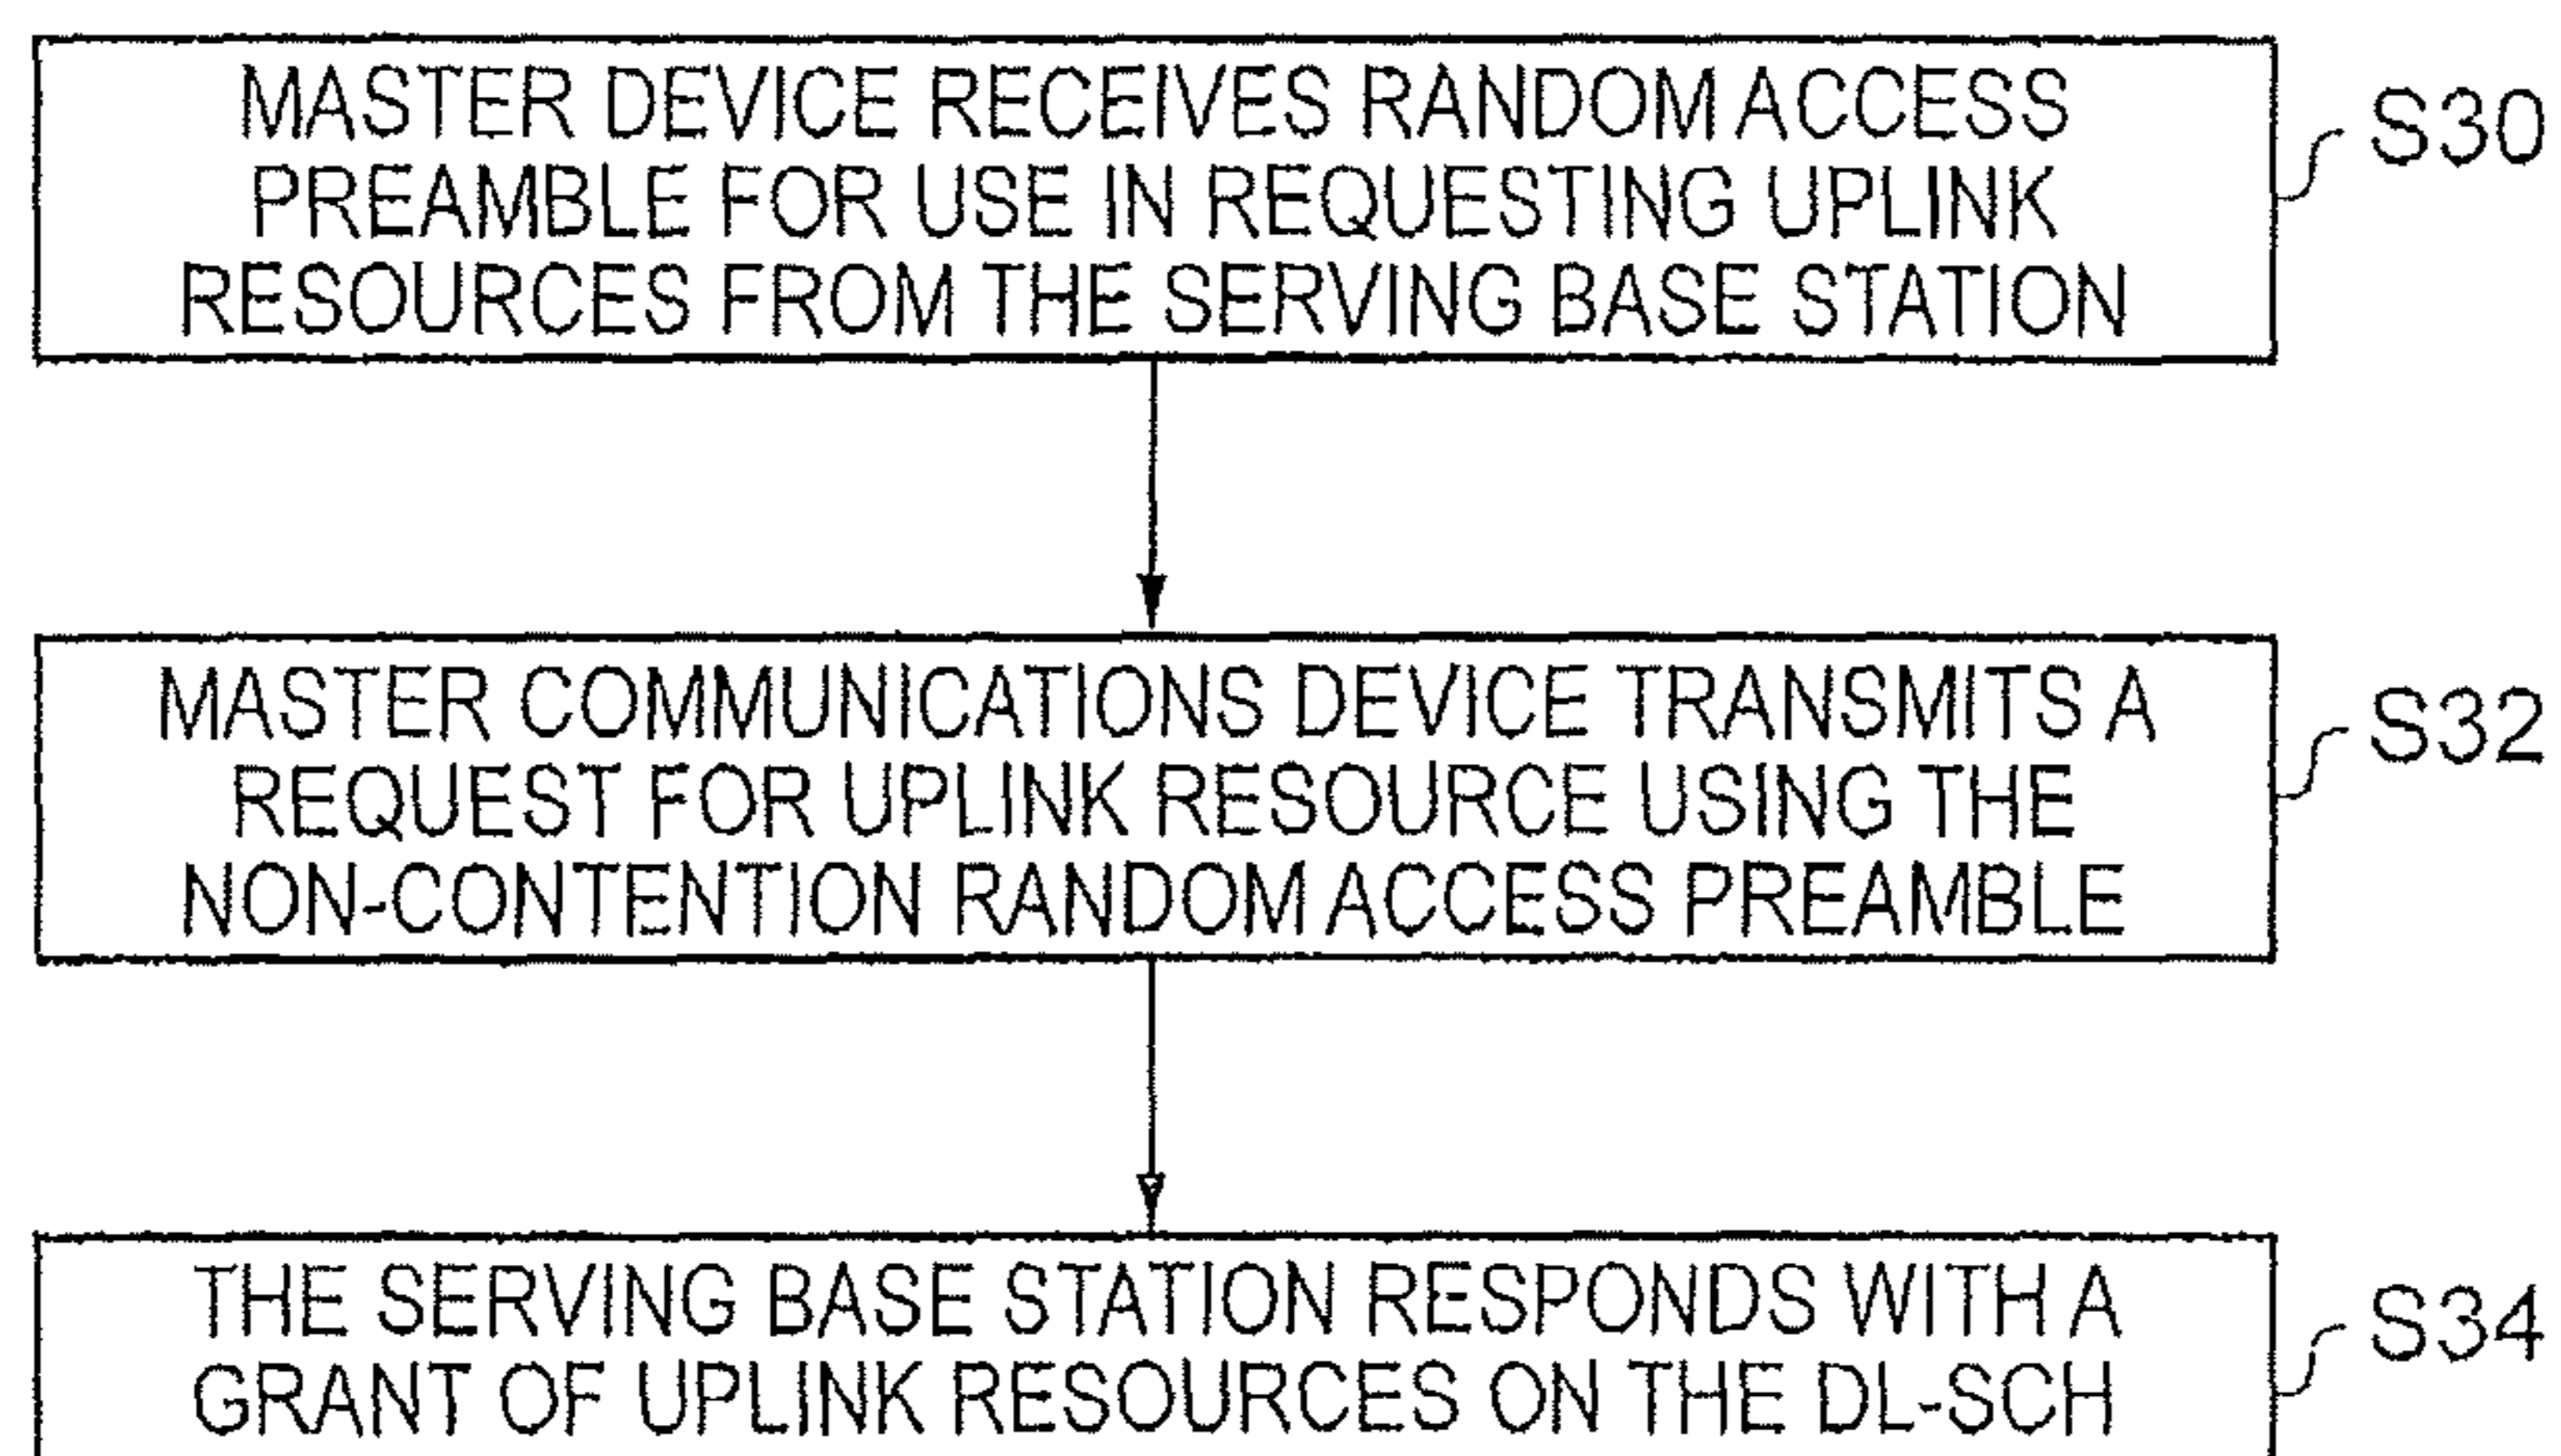 MASTER DEVICE RECEIVES RANDOM ACCESS
PREAMBLE FOR USE IN REQUESTING UPLINK
RESOURCES FROM THE SERVING BASE STATION
S30
MASTER COMMUNICATIONS DEVICE TRANSMITS A
REQUEST FOR UPLINK RESOURCE USING THE
NON-CONTENTION RANDOM ACCESS PREAMBLE
S32
THE SERVING BASE STATION RESPONDS WITH A
GRANT OF UPLINK RESOURCES ON THE DL-SCH
S34